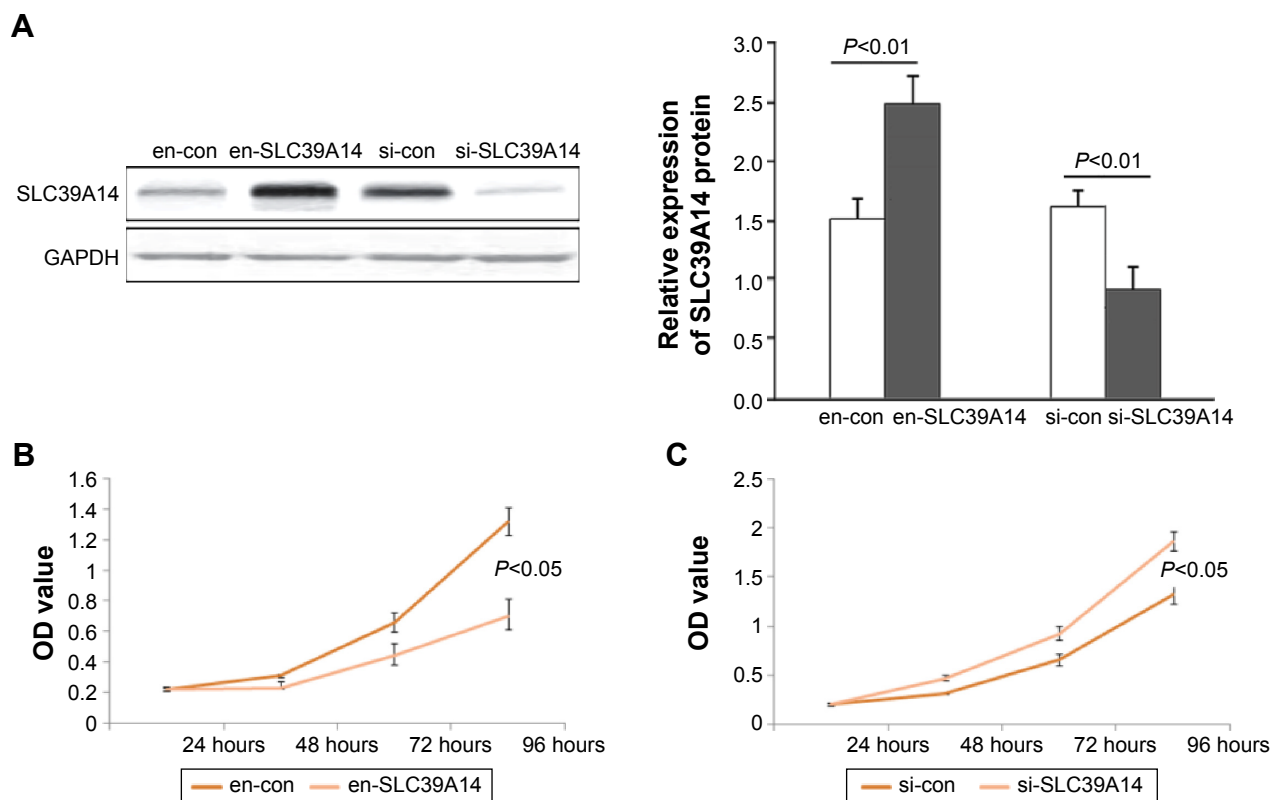 A
en-con en-SLC39A14 si-con si-SLC39A14
SLC39A14
GAPDH
Relative expression
of SLC39A14 protein
3.0
2.5
2.0
1.5
1.0
0.5
0.0
P<0.01
P<0.01
en-con en-SLC39A14 si-con si-SLC39A14
B
OD value
1.6
1.4
1.2
1
0.8
0.6
0.4
0.2
0
P<0.05
24 hours 48 hours 72 hours 96 hours
en-con en-SLC39A14
C
OD value
2.5
2
1.5
1
0.5
0
P<0.05
24 hours 48 hours 72 hours 96 hours
si-con si-SLC39A14